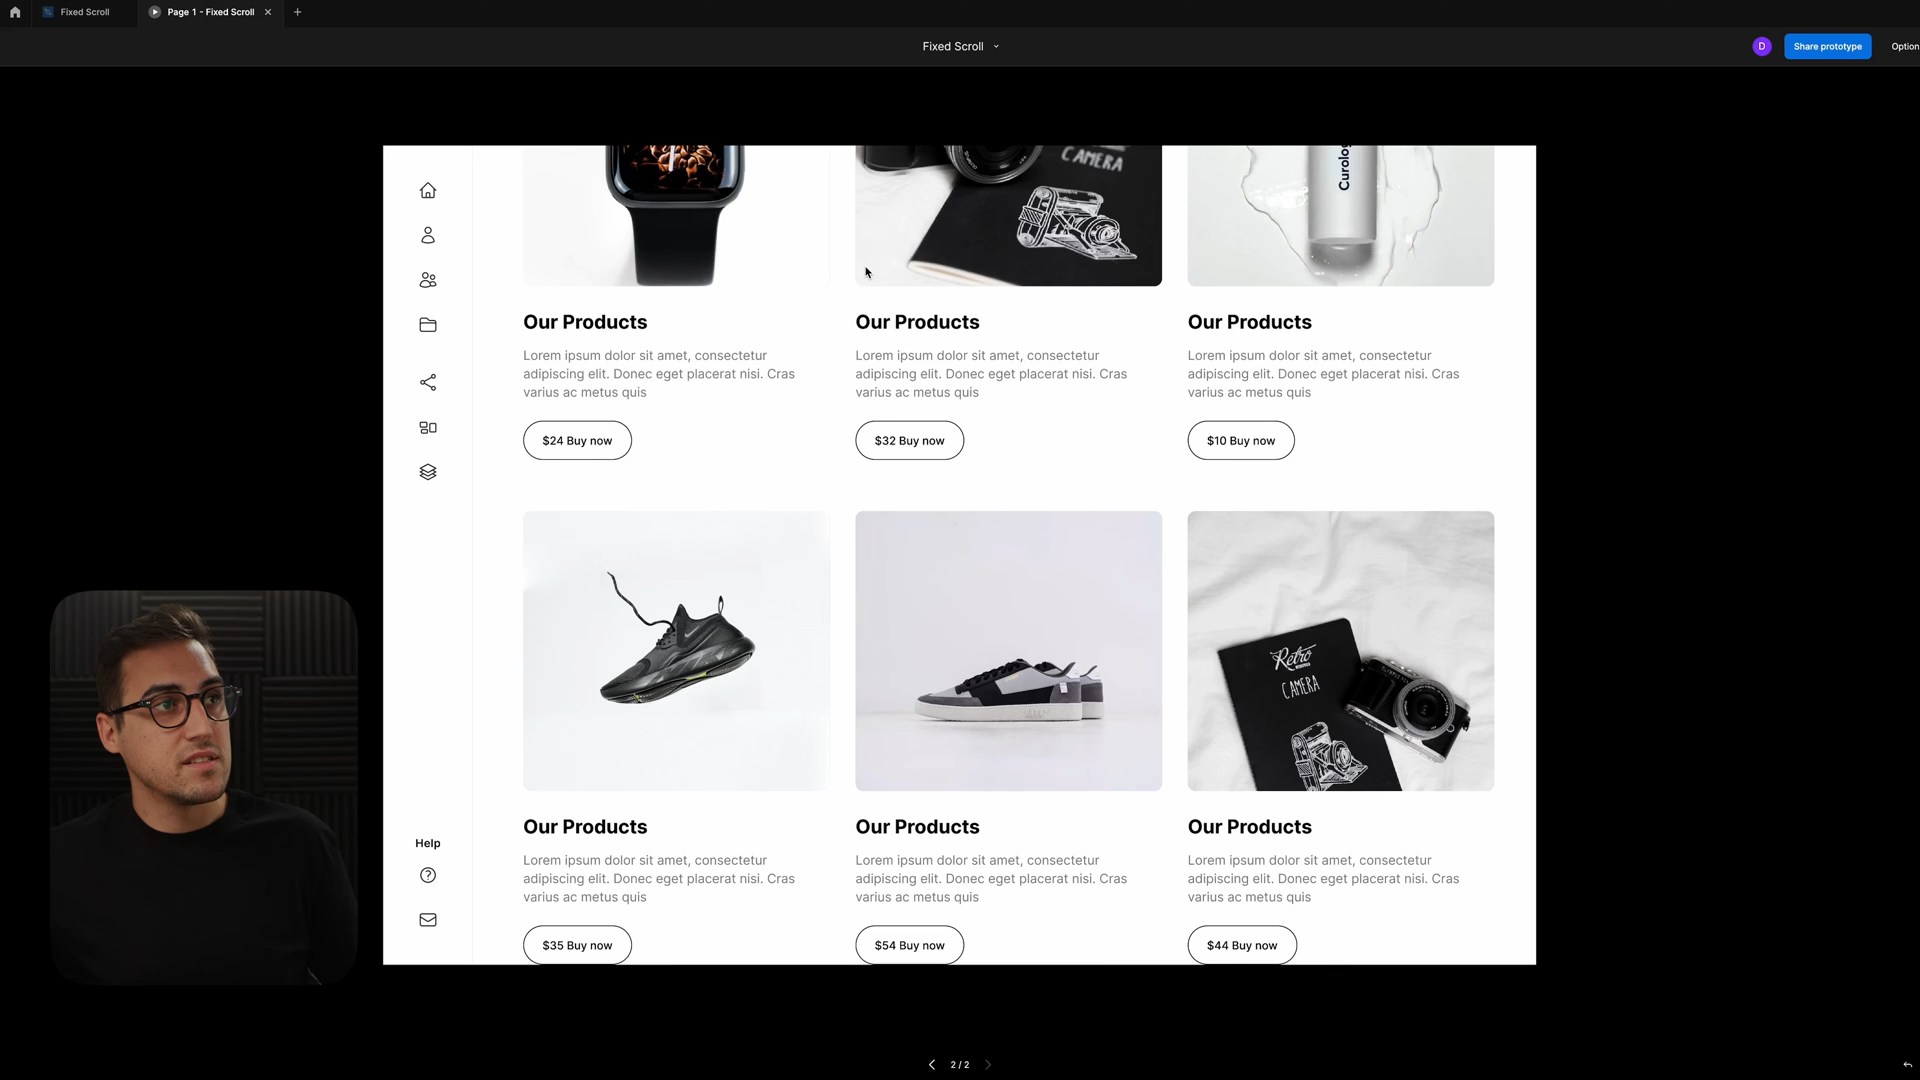 Fixed Scroll
Page 1 - Fixed Scroll
Fixed Scroll
D
Share prototype
Option
CAMERA
Curolog
Our Products
Lorem ipsum dolor sit amet, consectetur
adipiscing elit. Donec eget placerat nisi. Cras
varius ac metus quis
$24 Buy now
Our Products
Lorem ipsum dolor sit amet, consectetur
adipiscing elit. Donec eget placerat nisi. Cras
varius ac metus quis
$32 Buy now
Our Products
Lorem ipsum dolor sit amet, consectetur
adipiscing elit. Donec eget placerat nisi. Cras
varius ac metus quis
$10 Buy now
Retro
CAMERA
Our Products
Lorem ipsum dolor sit amet, consectetur
adipiscing elit. Donec eget placerat nisi. Cras
varius ac metus quis
$35 Buy now
Our Products
Lorem ipsum dolor sit amet, consectetur
adipiscing elit. Donec eget placerat nisi. Cras
varius ac metus quis
$54 Buy now
Our Products
Lorem ipsum dolor sit amet, consectetur
adipiscing elit. Donec eget placerat nisi. Cras
varius ac metus quis
$44 Buy now
Help
2 / 2